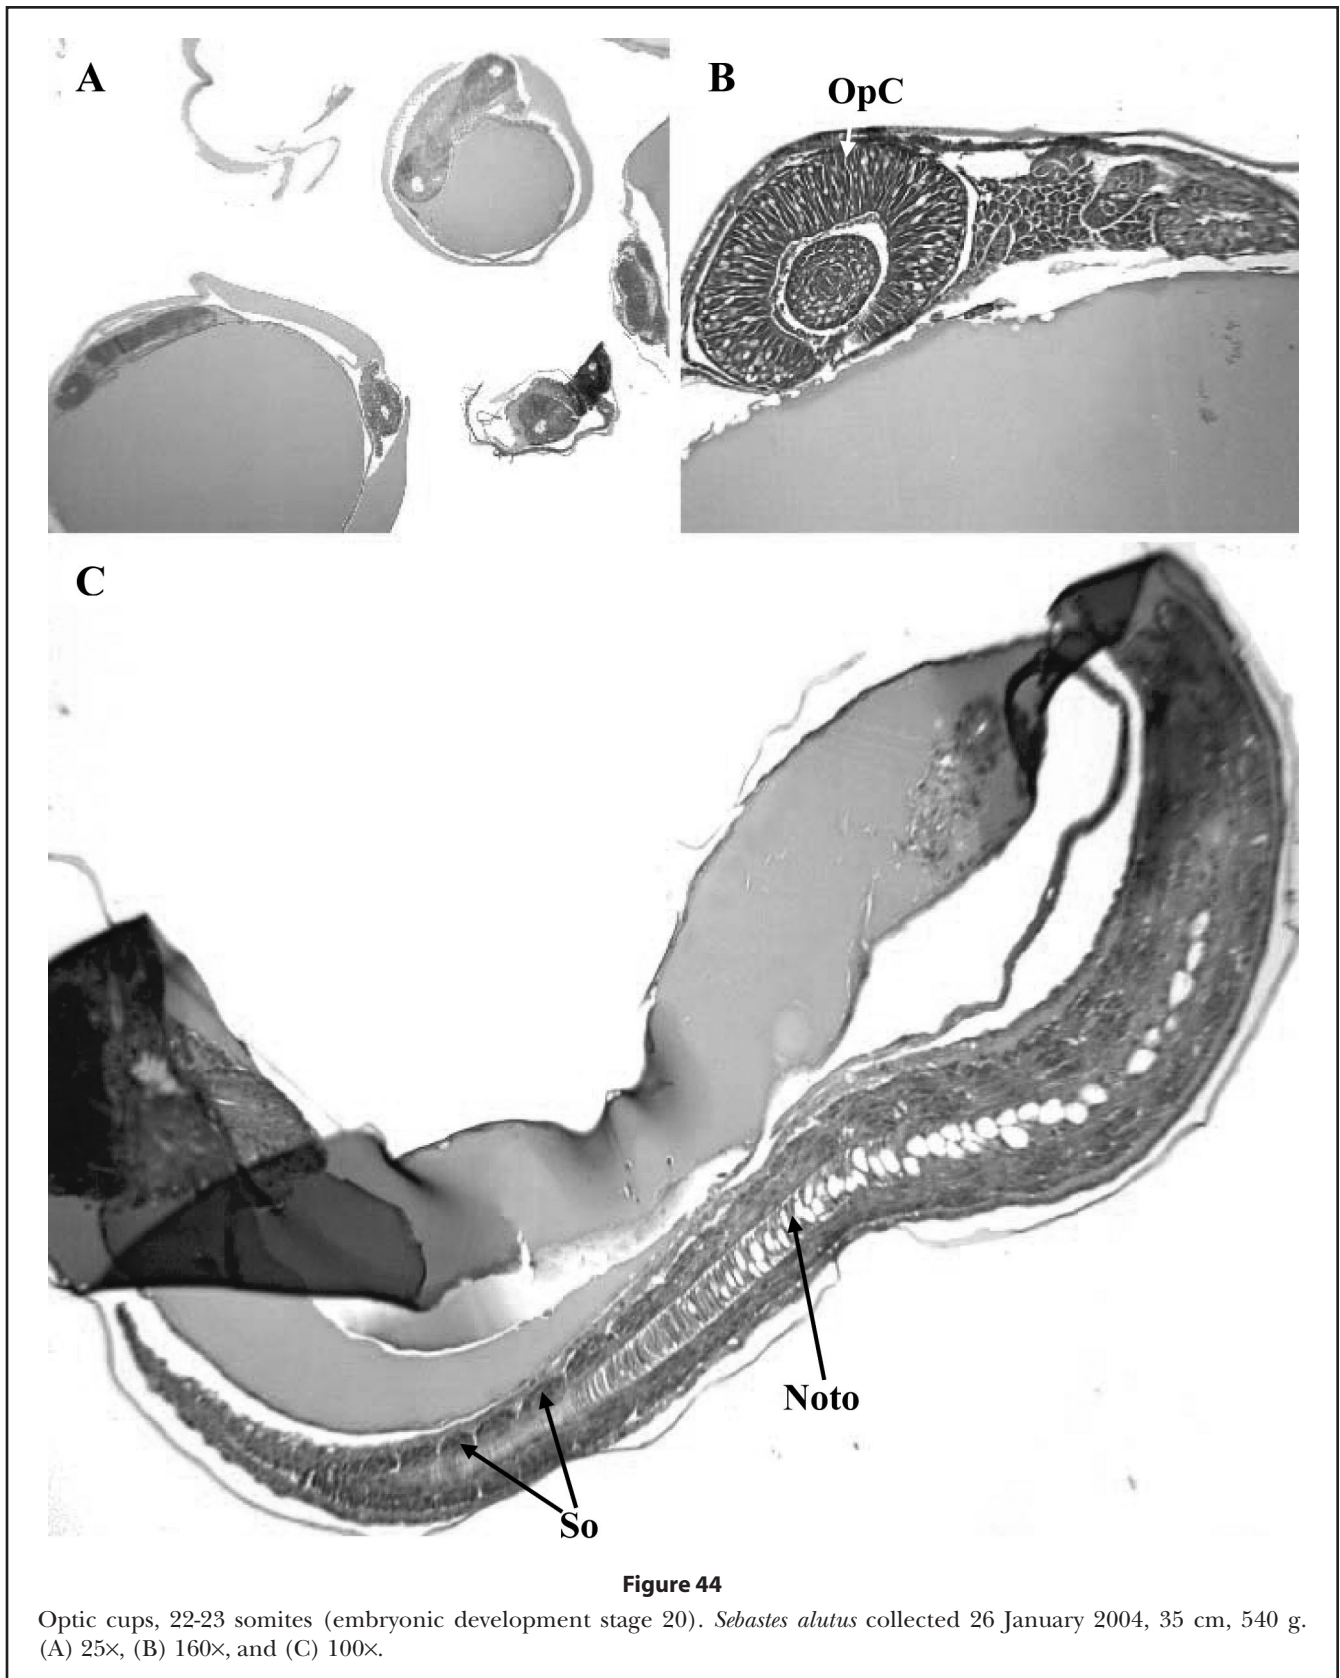 A
B
OpC
C
Noto
So
Figure 44
Optic cups, 22-23 somites (embryonic development stage 20). Sebastes alutus collected 26 January 2004, 35 cm, 540 g.
(A) 25×, (B) 160×, and (C) 100×.